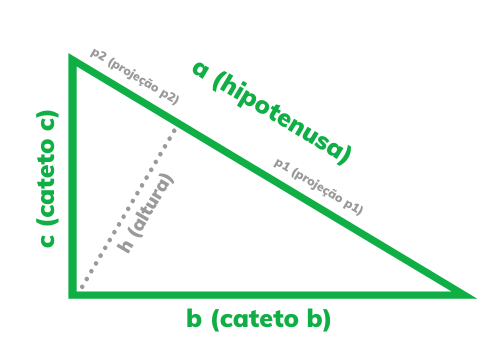 p2 (projeção p2)
a (hipotenusa)
p1 (projeção p1)
c (cateto c)
h (altura)
b (cateto b)